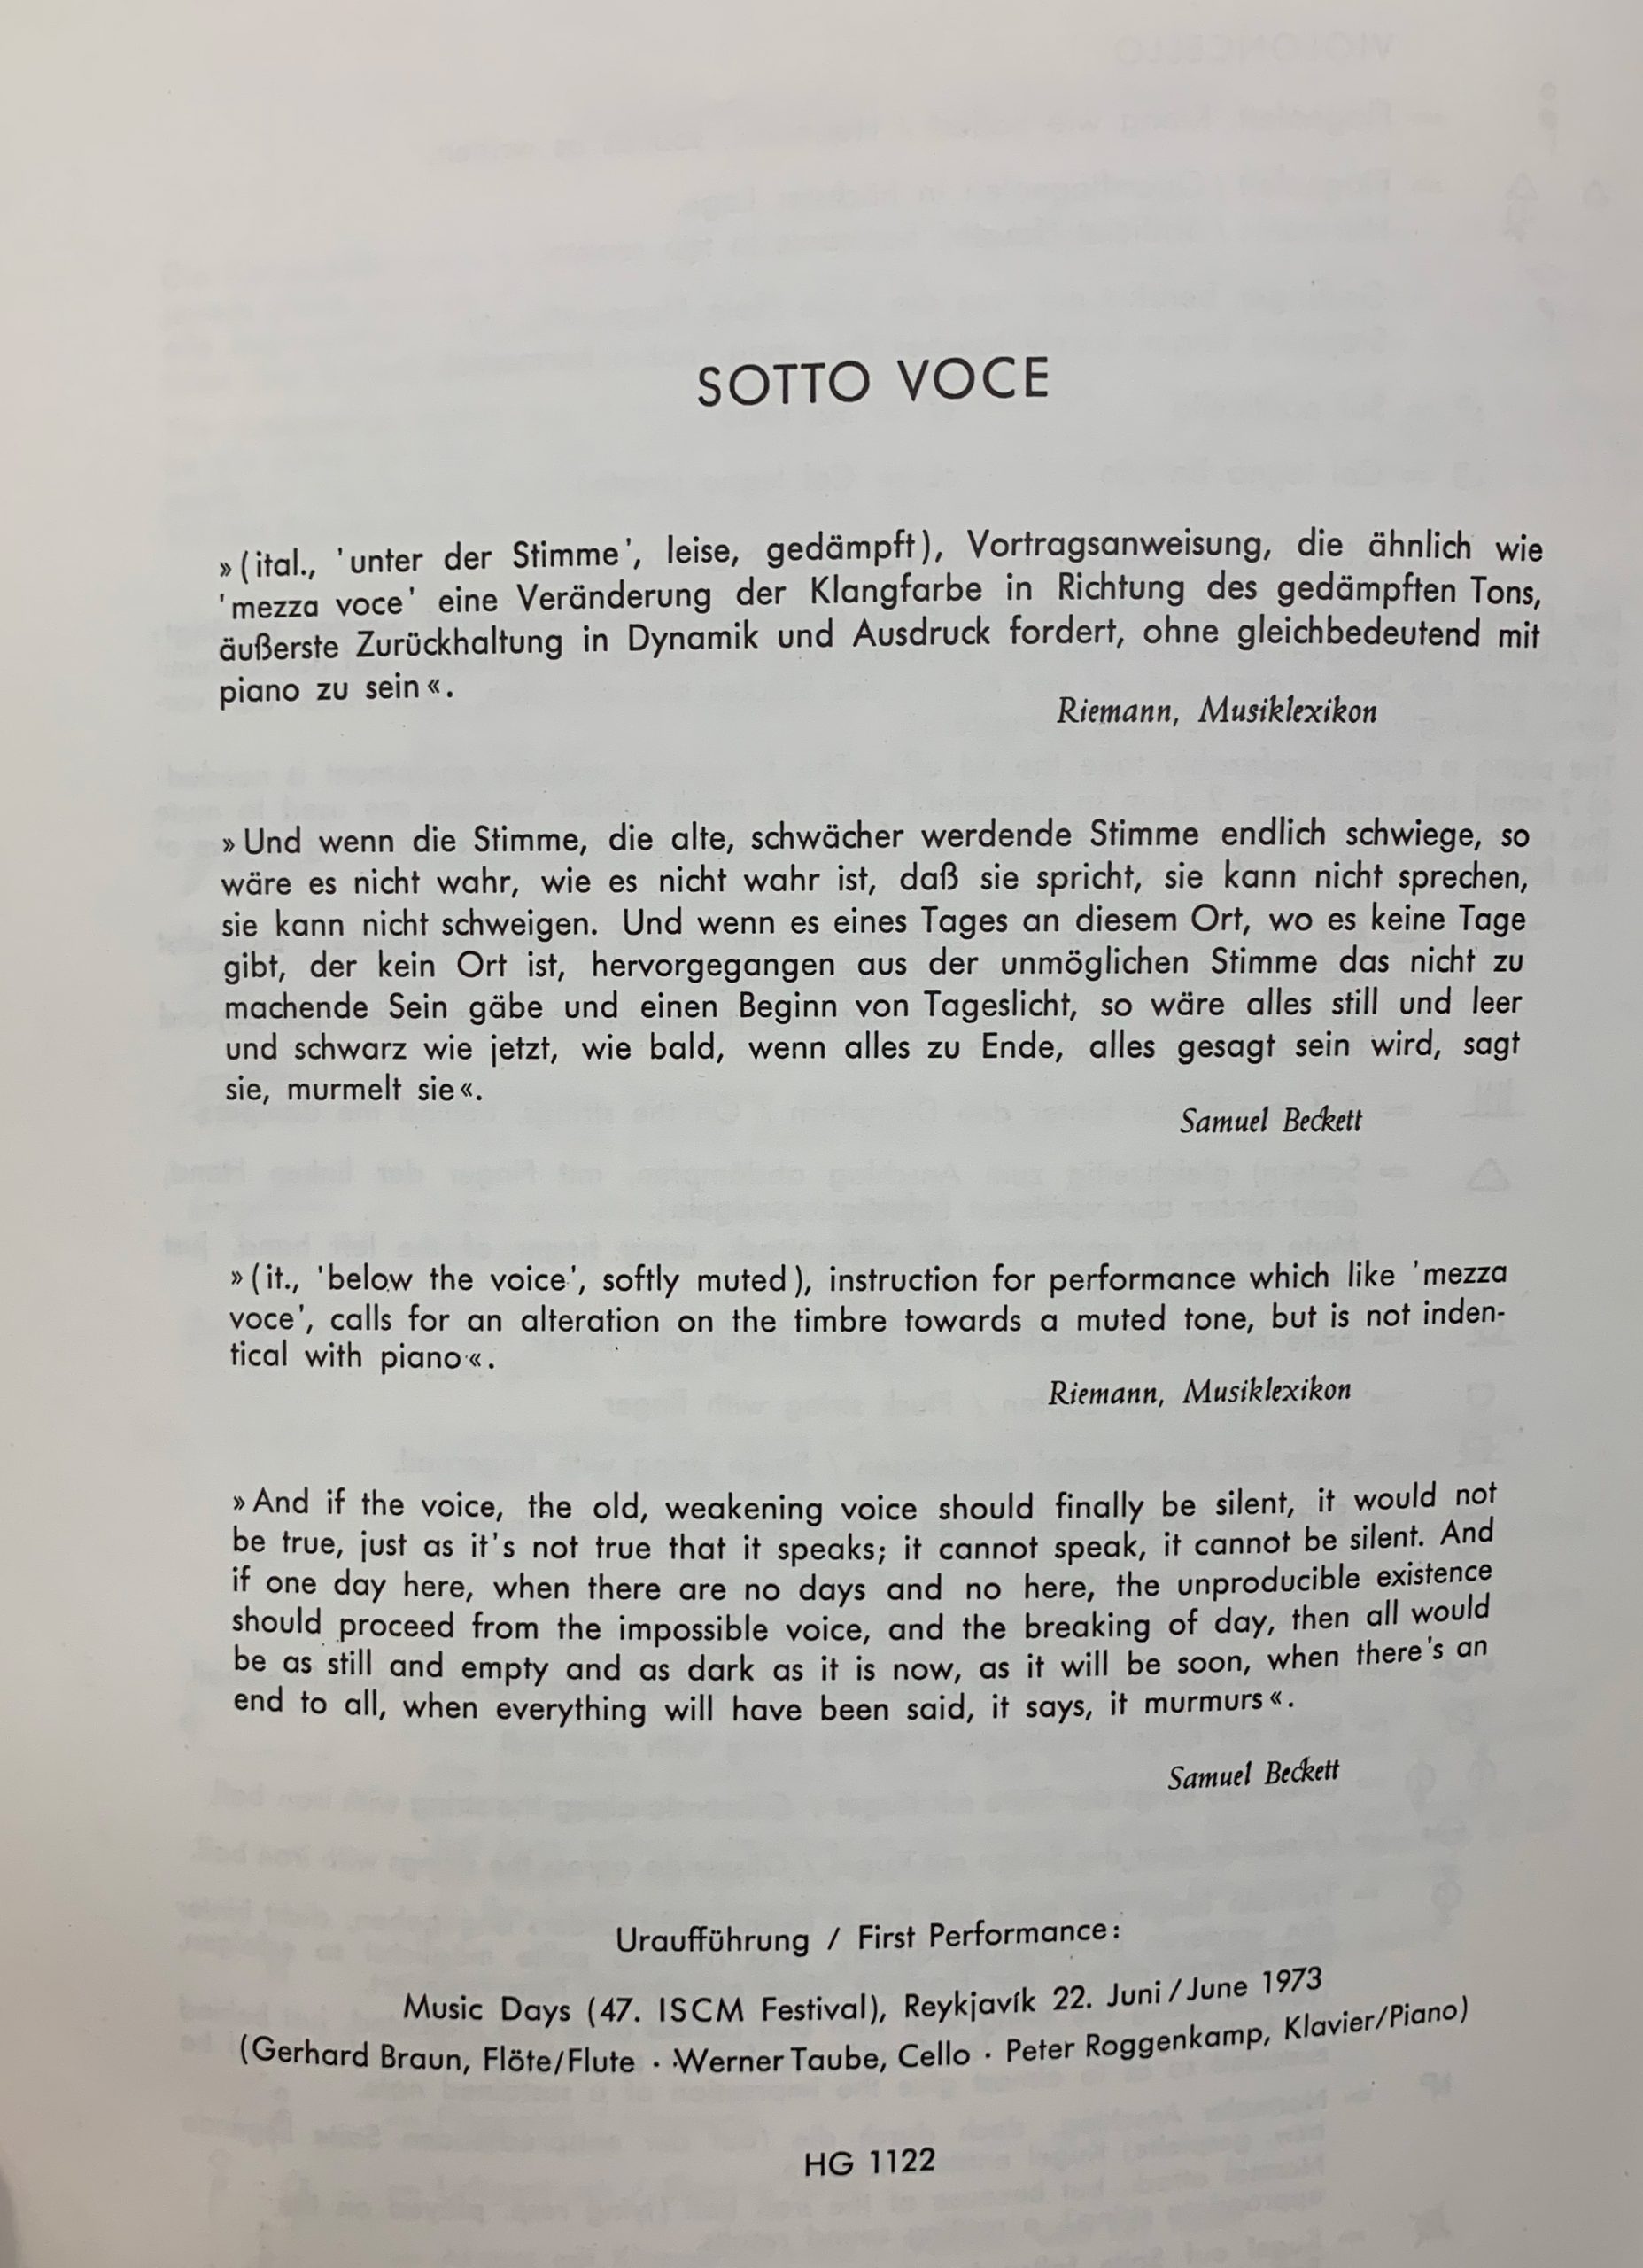 SOTTO VOCE
»(ital., 'unter der Stimme', leise, gedämpft), Vortragsanweisung, die ähnlich wie
'mezza voce' eine Veränderung der Klangfarbe in Richtung des gedämpften Tons,
äußerste Zurückhaltung in Dynamik und Ausdruck fordert, ohne gleichbedeutend mit
piano zu sein«.
Riemann, Musiklexikon
»Und wenn die Stimme, die alte, schwächer werdende Stimme endlich schwiege, so
wäre es nicht wahr, wie es nicht wahr ist, daß sie spricht, sie kann nicht sprechen,
sie kann nicht schweigen. Und wenn es eines Tages an diesem Ort, wo es keine Tage
gibt, der kein Ort ist, hervorgegangen aus der unmöglichen Stimme das nicht zu
machende Sein gäbe und einen Beginn von Tageslicht, so wäre alles still und leer
und schwarz wie jetzt, wie bald, wenn alles zu Ende, alles gesagt sein wird, sagt
sie, murmelt sie«.
Samuel Beckett
»(it., 'below the voice', softly muted), instruction for performance which like 'mezza
voce', calls for an alteration on the timbre towards a muted tone, but is not inden-
tical with piano«.
Riemann, Musiklexikon
»And if the voice, the old, weakening voice should finally be silent, it would not
be true, just as it's not true that it speaks; it cannot speak, it cannot be silent. And
if one day here, when there are no days and no here, the unproducible existence
should proceed from the impossible voice, and the breaking of day, then all would
be as still and empty and as dark as it is now, as it will be soon, when there's an
end to all, when everything will have been said, it says, it murmurs«.
Samuel Beckett
Uraufführung / First Performance:
Music Days (47. ISCM Festival), Reykjavík 22. Juni/June 1973
(Gerhard Braun, Flöte/Flute · Werner Taube, Cello · Peter Roggenkamp, Klavier/Piano)
HG 1122